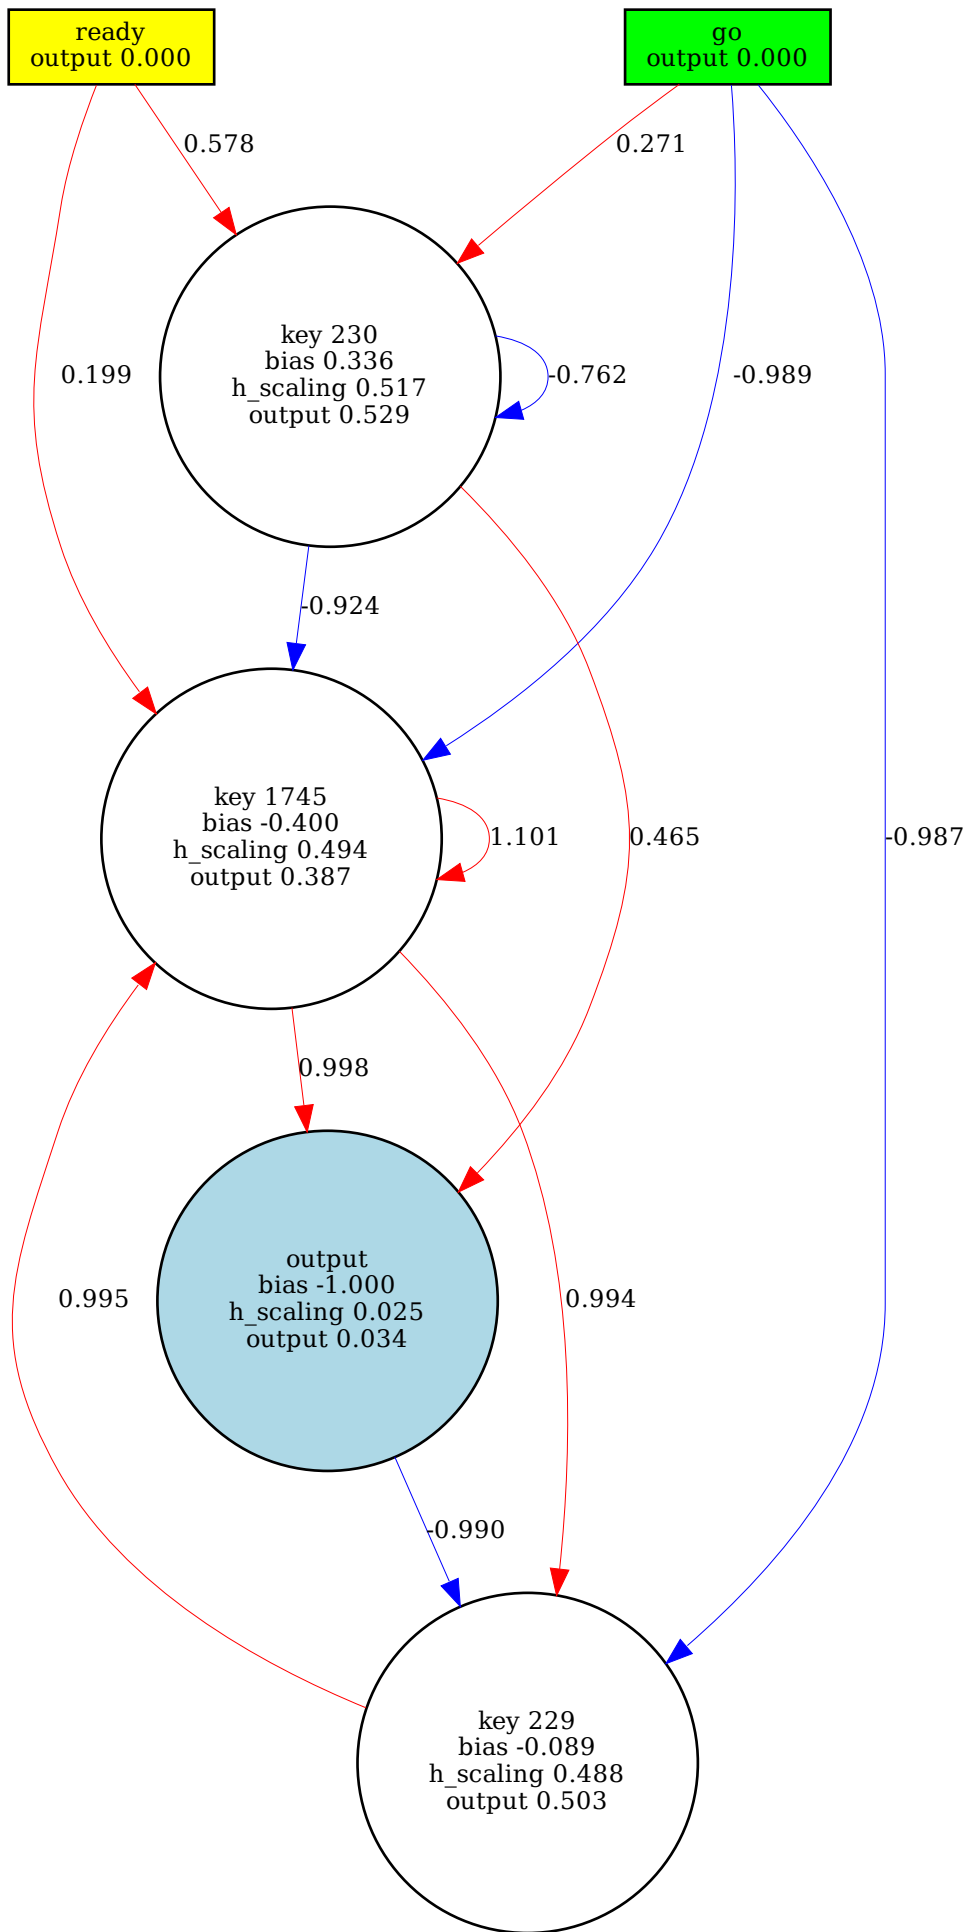 ready
output 0.000
go
output 0.000
0.578
0.271
key 230
bias 0.336
h_scaling 0.517
output 0.529
0.199
-0.762
-0.989
-0.924
key 1745
bias -0.400
h_scaling 0.494
output 0.387
1.101
0.465
-0.987
0.998
output
bias -1.000
h_scaling 0.025
output 0.034
0.995
0.994
-0.990
key 229
bias -0.089
h_scaling 0.488
output 0.503